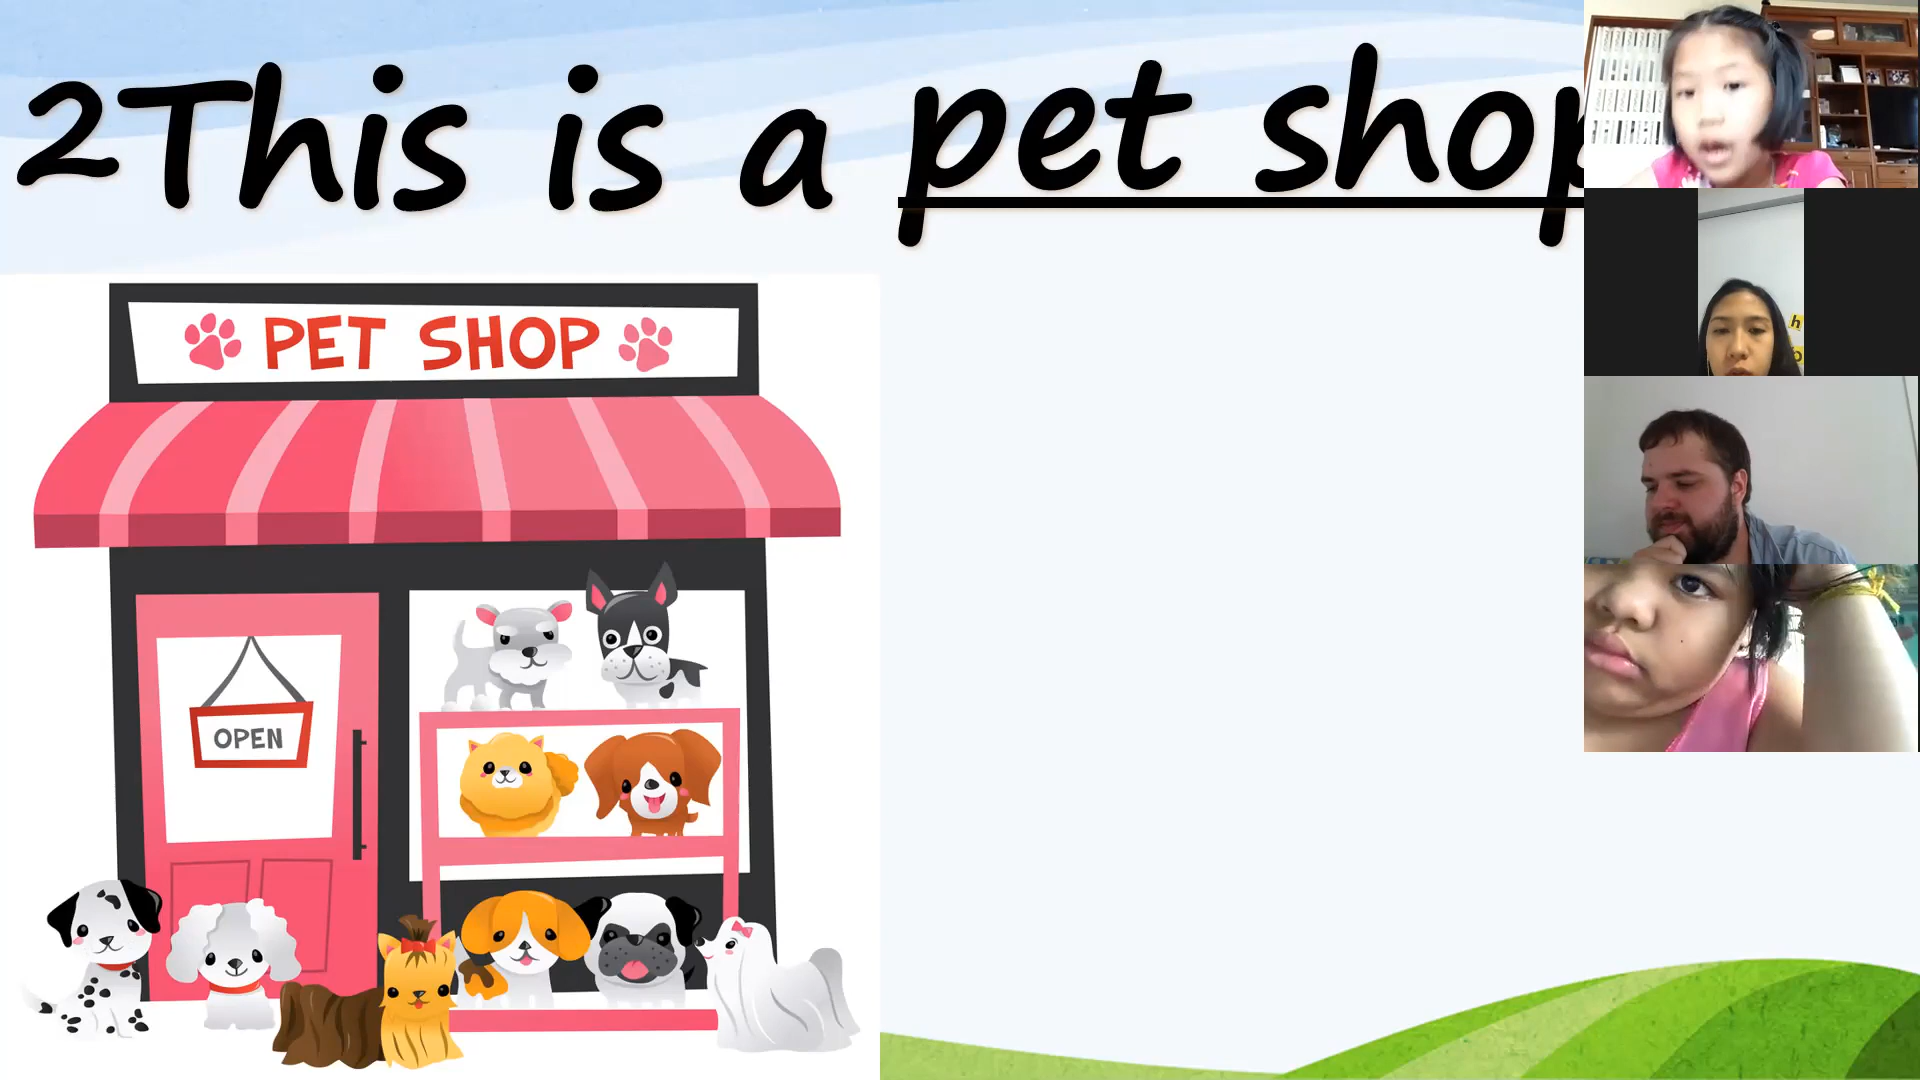 2This is a pet shop
PET SHOP
OPEN
h
b